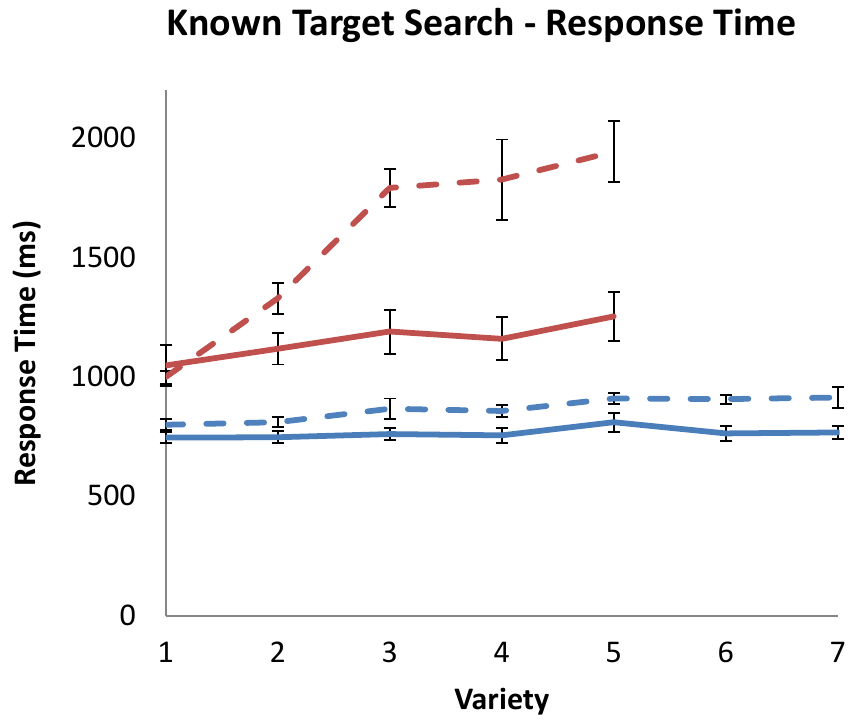 Known Target Search - Response Time
2000
1500
1000
500
0
Response Time (ms)
1 2 3 4 5 6 7
Variety